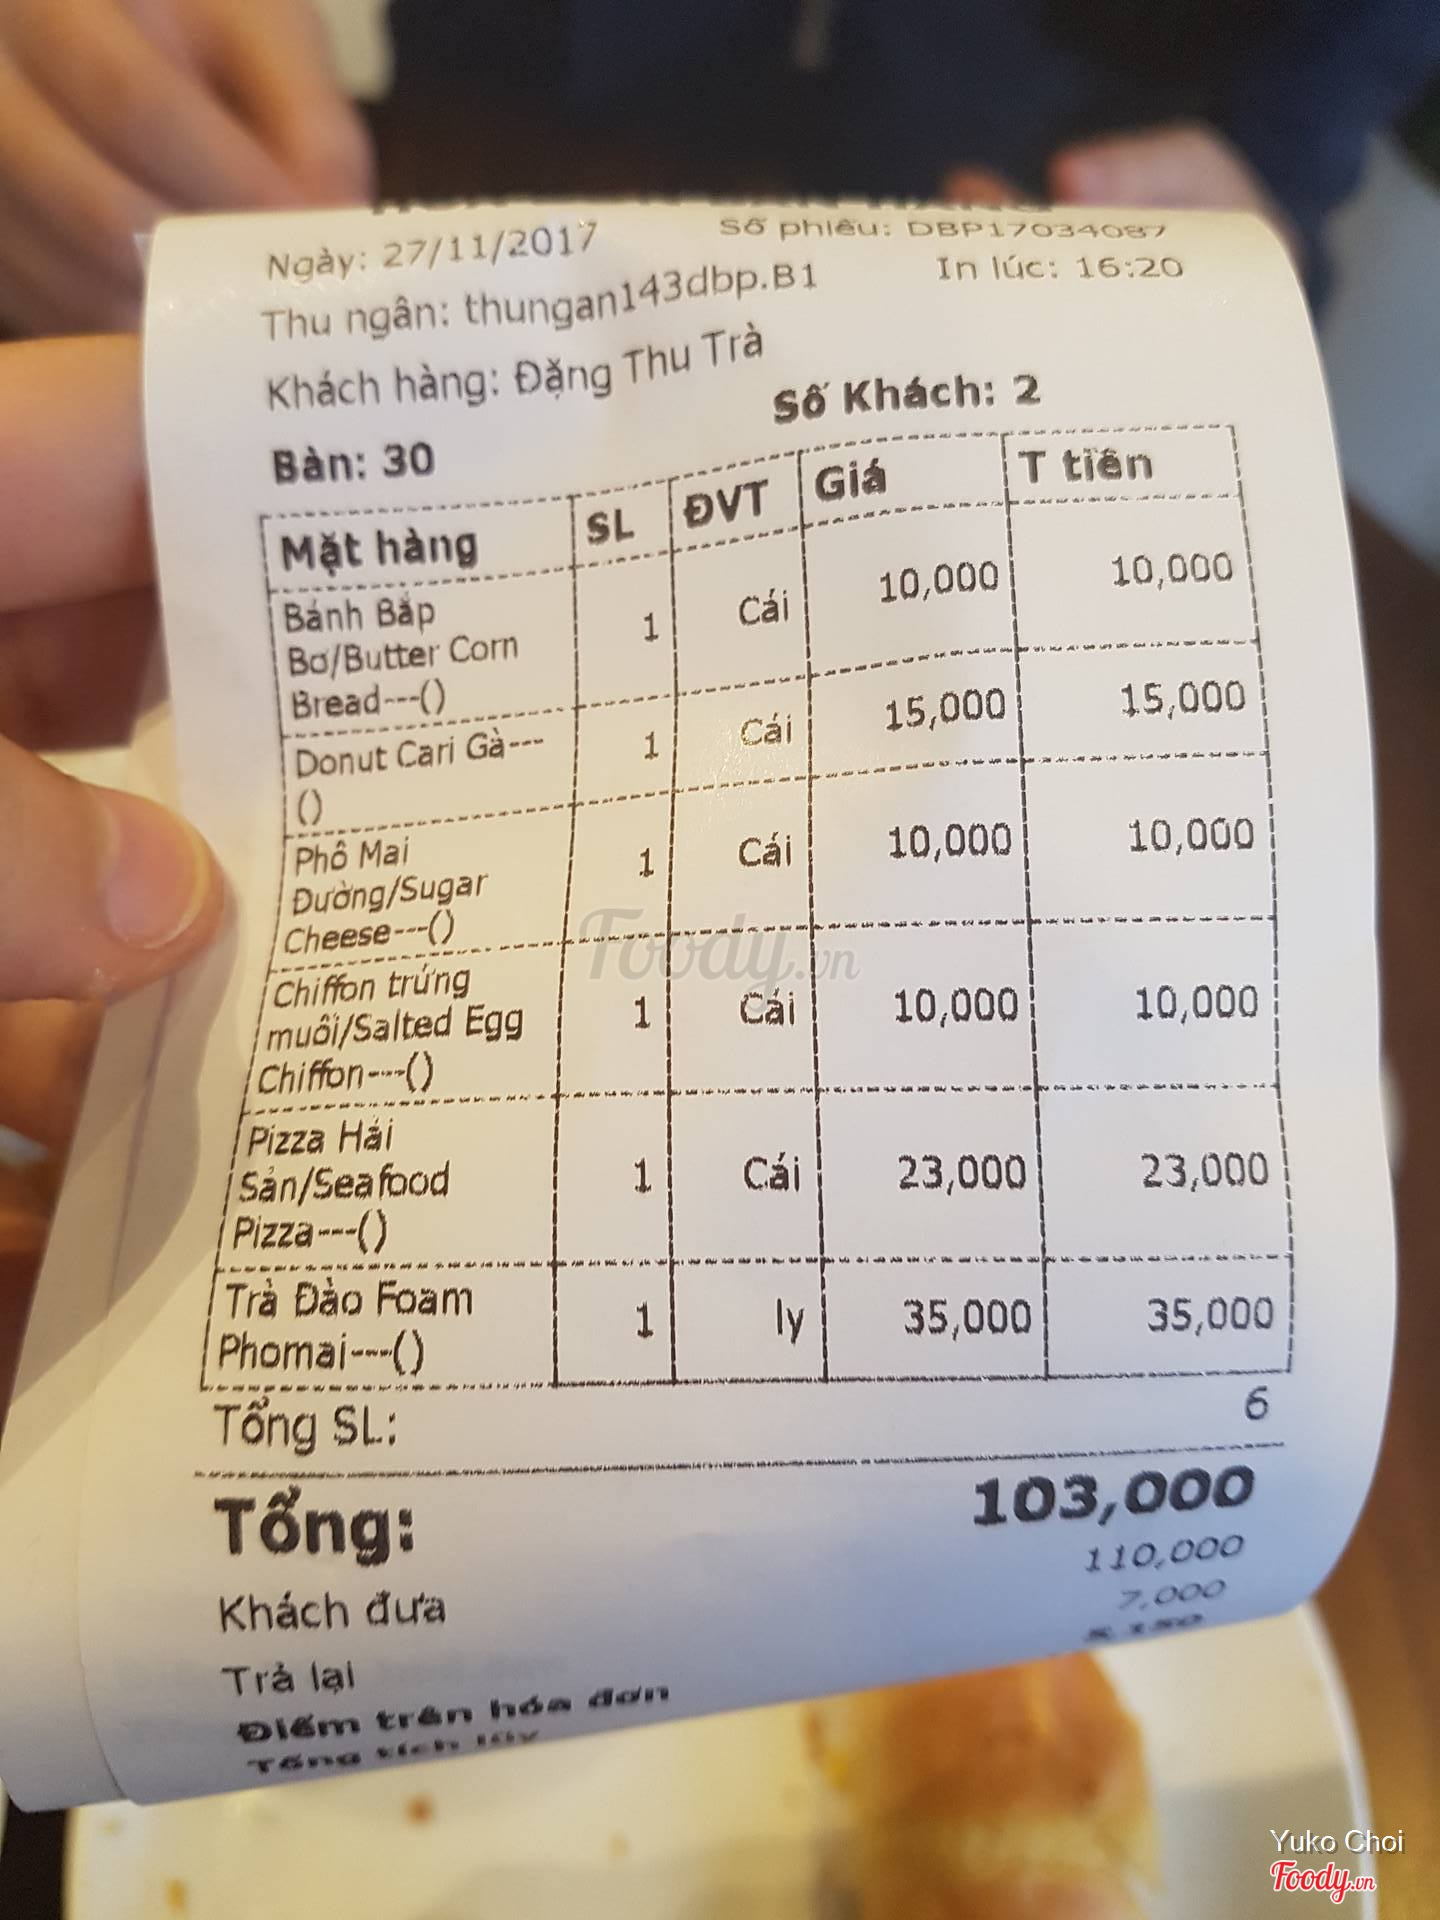 Ngày: 27/11/2017 Số phiếu: DBP17034087
Thu ngân: thungan143dbp.B1 In lúc: 16:20
Khách hàng: Đặng Thu Trà
Bàn: 30 Số Khách: 2
Mặt hàng SL ĐVT Giá T tiền
Bánh Bắp
Bơ/Butter Corn 1 Cái 10,000 10,000
Bread---()
Donut Cari Gà--- 1 Cái 15,000 15,000
()
Phô Mai
Đường/Sugar 1 Cái 10,000 10,000
Cheese---()
Chiffon trứng
muối/Salted Egg 1 Cái 10,000 10,000
Chiffon---()
Pizza Hải
Sản/Seafood 1 Cái 23,000 23,000
Pizza---()
Trà Đào Foam 1 ly 35,000 35,000
Phomai---()
Tổng SL: 6
Tổng: 103,000
Khách đưa 110,000
Trả lại 7,000
Điểm trên hóa đơn
Tổng tích lũy
Foody.vn
Yuko Choi
Foody.vn